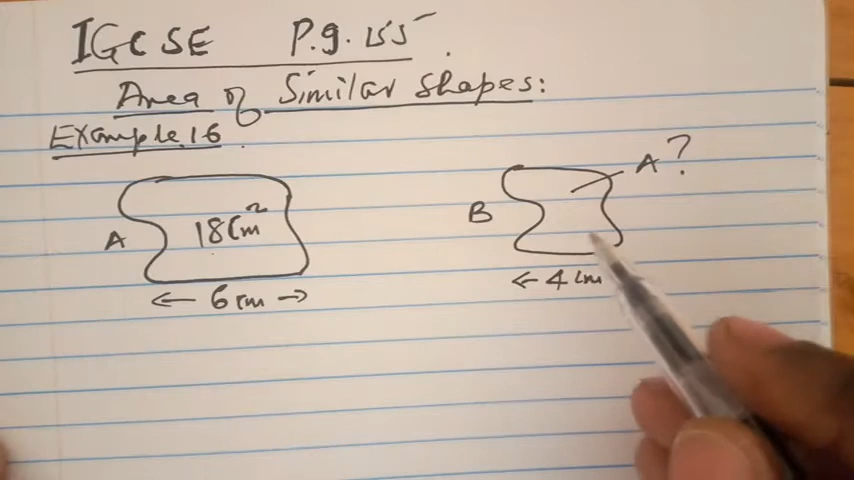 IGCSE P.g. 155.
Area of Similar Shapes:
Example 16.
A 18cm² B A?
← 6cm → ← 4cm